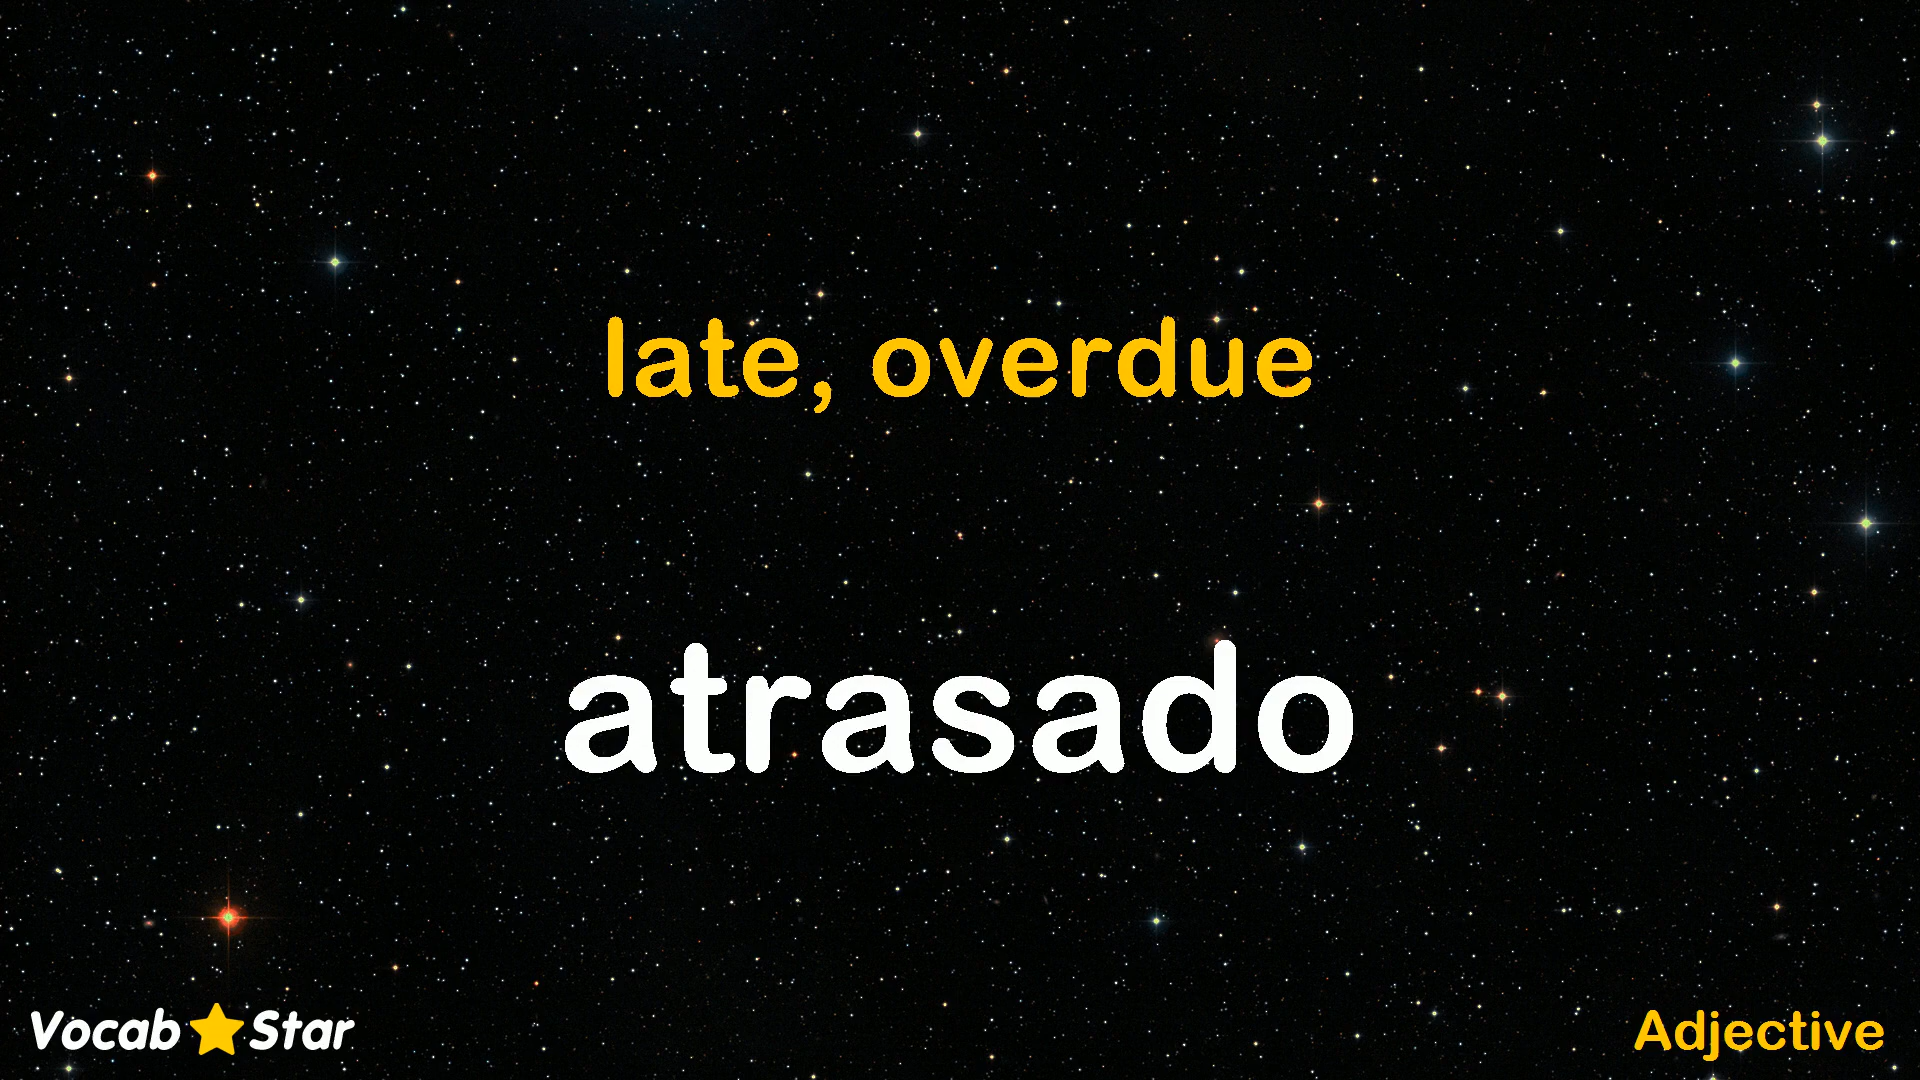 late, overdue
atrasado
Vocab Star
Adjective